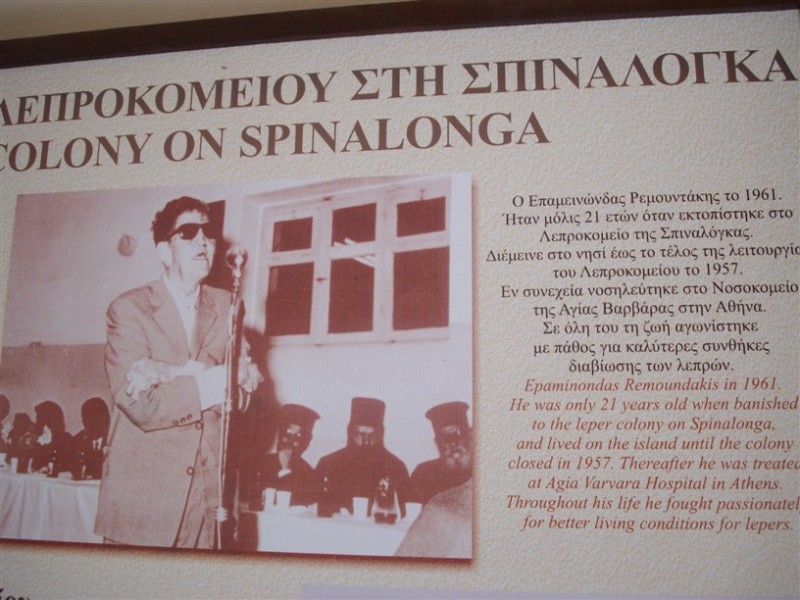 ΛΕΠΡΟΚΟΜΕΙΟΥ ΣΤΗ ΣΠΙΝΑΛΟΓΚΑ
COLONY ON SPINALONGA
Ο Επαμεινώνδας Ρεμουντάκης το 1961.
Ήταν μόλις 21 ετών όταν εκτοπίστηκε στο
Λεπροκομείο της Σπιναλόγκας.
Διέμεινε στο νησί έως το τέλος της λειτουργία
του Λεπροκομείου το 1957.
Εν συνεχεία νοσηλεύτηκε στο Νοσοκομείο
της Αγίας Βαρβάρας στην Αθήνα.
Σε όλη του τη ζωή αγωνίστηκε
με πάθος για καλύτερες συνθήκες
διαβίωσης των λεπρών.
Epaminondas Remoundakis in 1961.
He was only 21 years old when banished
to the leper colony on Spinalonga,
and lived on the island until the colony
closed in 1957. Thereafter he was treated
at Agia Varvara Hospital in Athens.
Throughout his life he fought passionatel
for better living conditions for lepers.